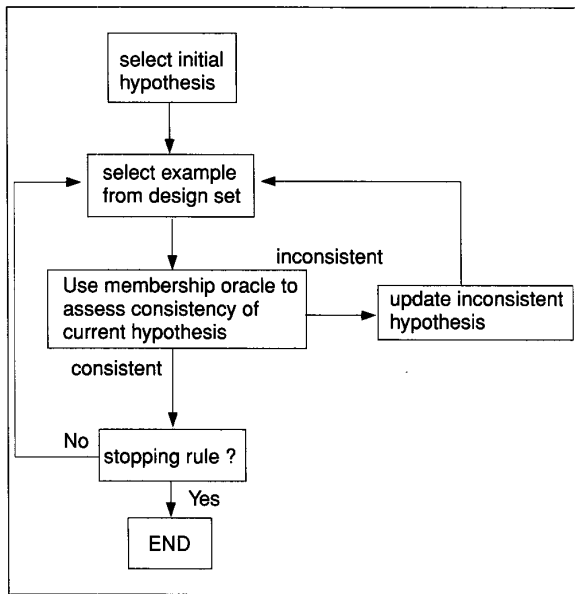 select initial
hypothesis
select example
from design set
inconsistent
Use membership oracle to
assess consistency of
current hypothesis
update inconsistent
hypothesis
consistent
No
stopping rule ?
Yes
END